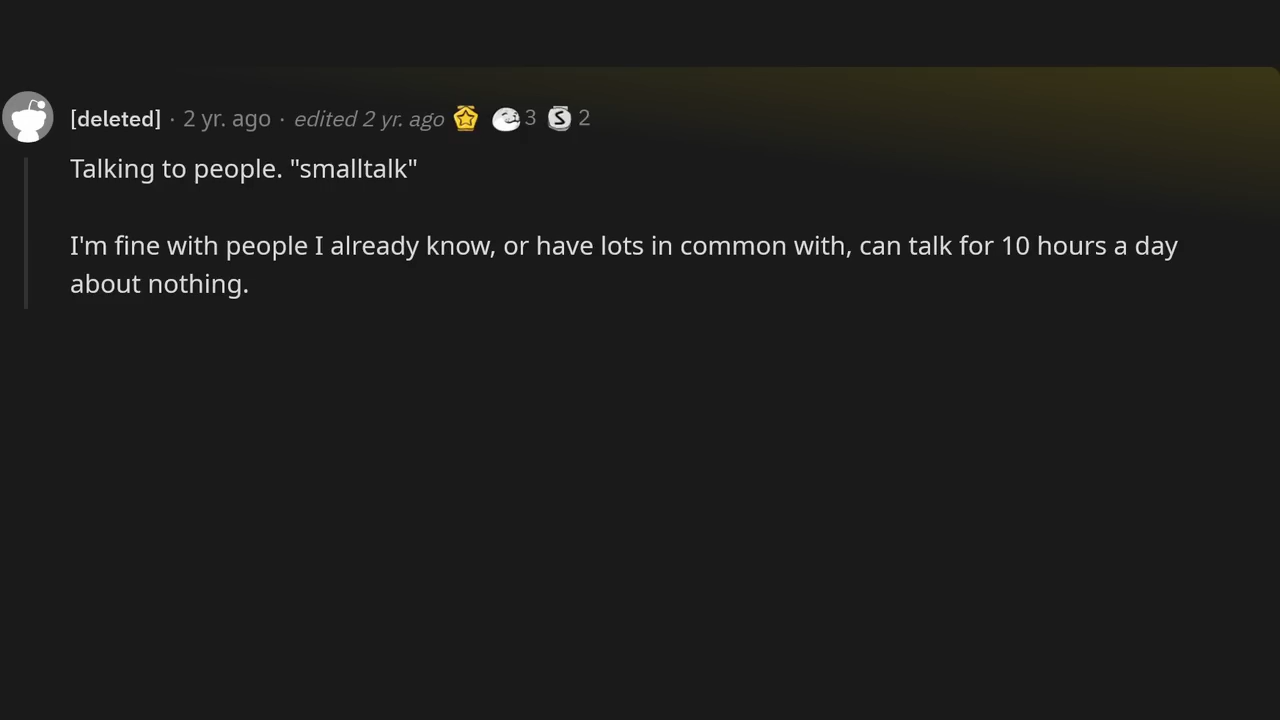 [deleted] · 2 yr. ago · edited 2 yr. ago 3 S 2
Talking to people. "smalltalk"
I'm fine with people I already know, or have lots in common with, can talk for 10 hours a day
about nothing.